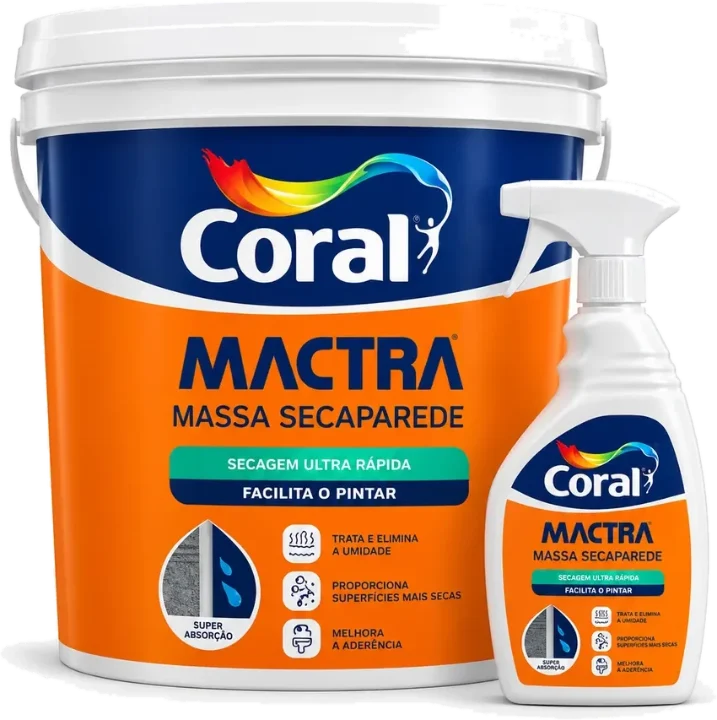 Coral®
MACTRA®
MASSA SECAPAREDE
SECAGEM ULTRA RÁPIDA
FACILITA O PINTAR
SUPER
ABSORÇÃO
TRATA E ELIMINA
A UMIDADE
PROPORCIONA
SUPERFÍCIES MAIS SECAS
MELHORA
A ADERÊNCIA
Coral
MACTRA
MASSA SECAPAREDE
SECAGEM ULTRA RÁPIDA
FACILITA O PINTAR
SUPER
ABSORÇÃO
TRATA E ELIMINA
A UMIDADE
PROPORCIONA
SUPERFÍCIES MAIS SECAS
MELHORA
A ADERÊNCIA